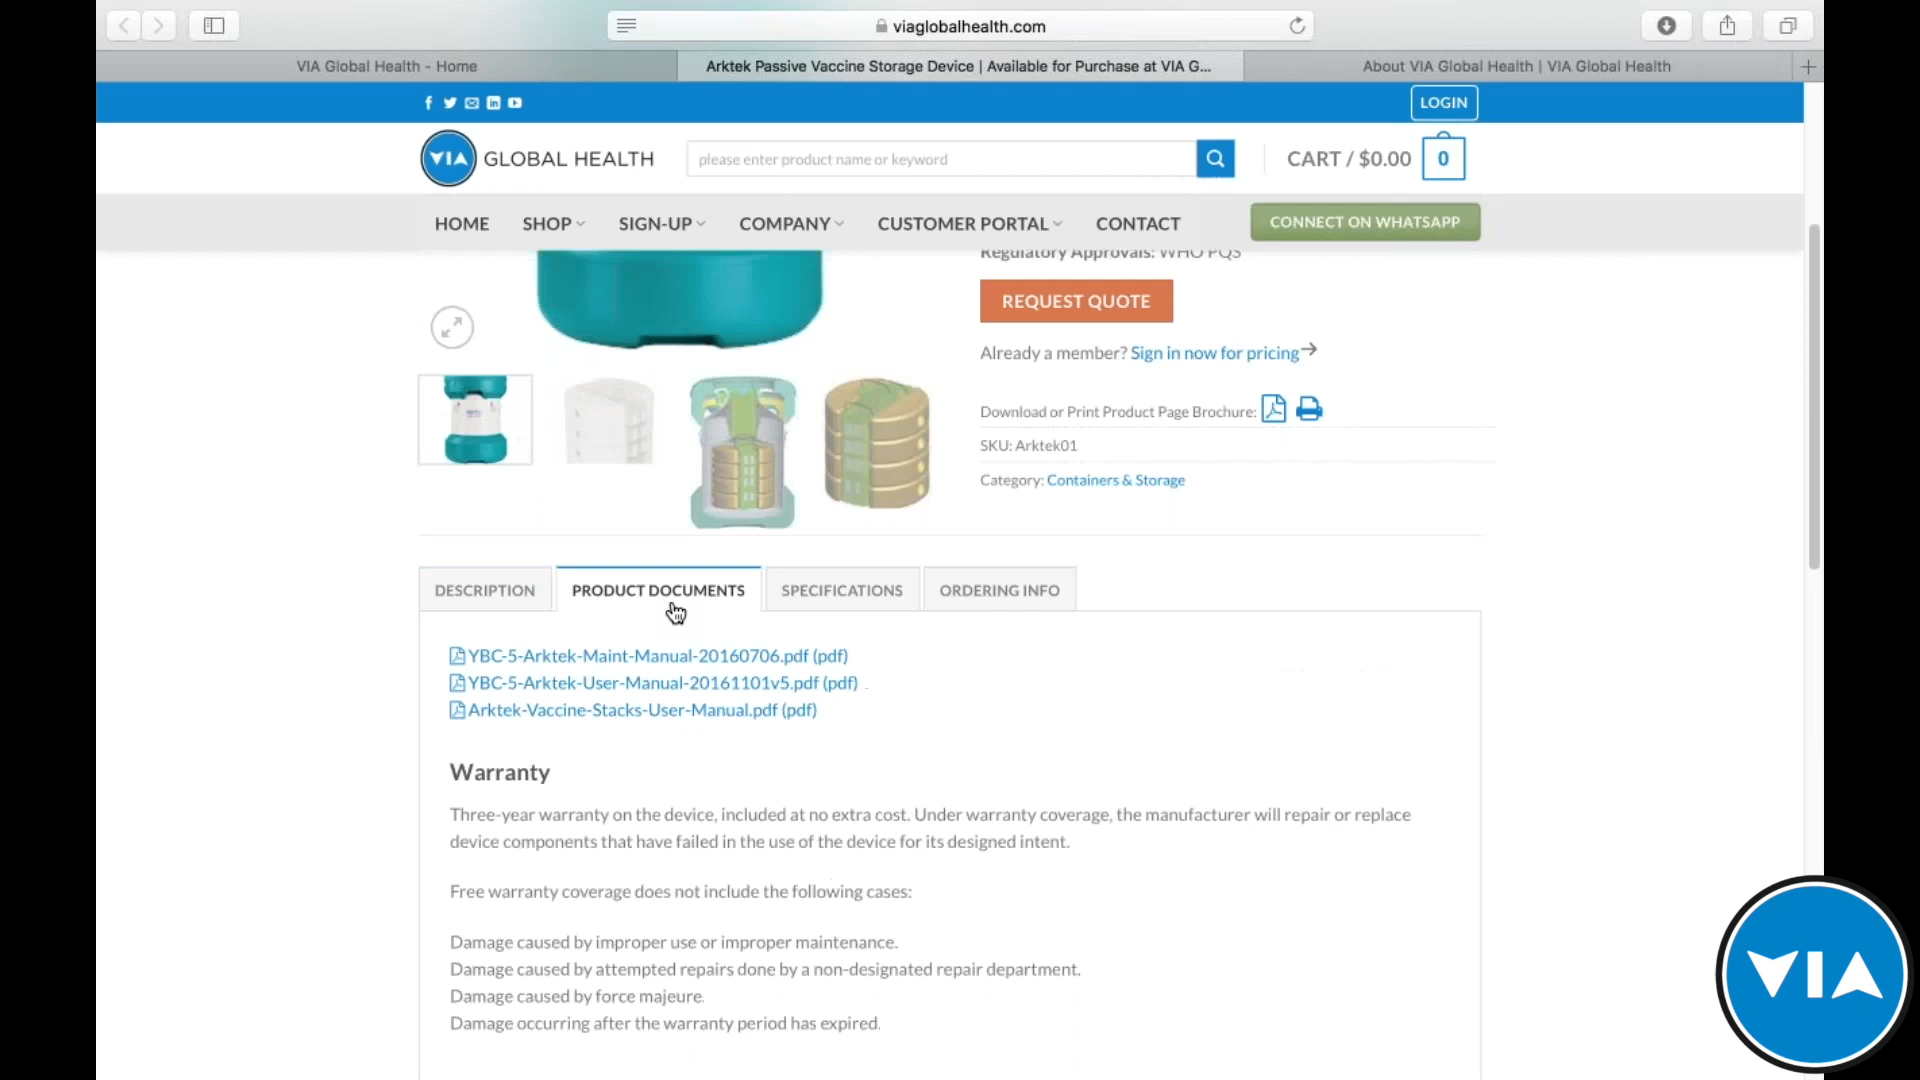 viaglobalhealth.com
VIA Global Health - Home
Arktek Passive Vaccine Storage Device | Available for Purchase at VIA G...
About VIA Global Health | VIA Global Health
LOGIN
VIA GLOBAL HEALTH
please enter product name or keyword
CART / $0.00 0
HOME SHOP SIGN-UP COMPANY CUSTOMER PORTAL CONTACT
CONNECT ON WHATSAPP
Regulatory Approvals: WHO PQS
REQUEST QUOTE
Already a member? Sign in now for pricing
Download or Print Product Page Brochure:
SKU: Arktek01
Category: Containers & Storage
DESCRIPTION PRODUCT DOCUMENTS SPECIFICATIONS ORDERING INFO
YBC-5-Arktek-Maint-Manual-20160706.pdf (pdf)
YBC-5-Arktek-User-Manual-20161101v5.pdf (pdf)
Arktek-Vaccine-Stacks-User-Manual.pdf (pdf)
Warranty
Three-year warranty on the device, included at no extra cost. Under warranty coverage, the manufacturer will repair or replace
device components that have failed in the use of the device for its designed intent.
Free warranty coverage does not include the following cases:
Damage caused by improper use or improper maintenance.
Damage caused by attempted repairs done by a non-designated repair department.
Damage caused by force majeure.
Damage occurring after the warranty period has expired.
VIA